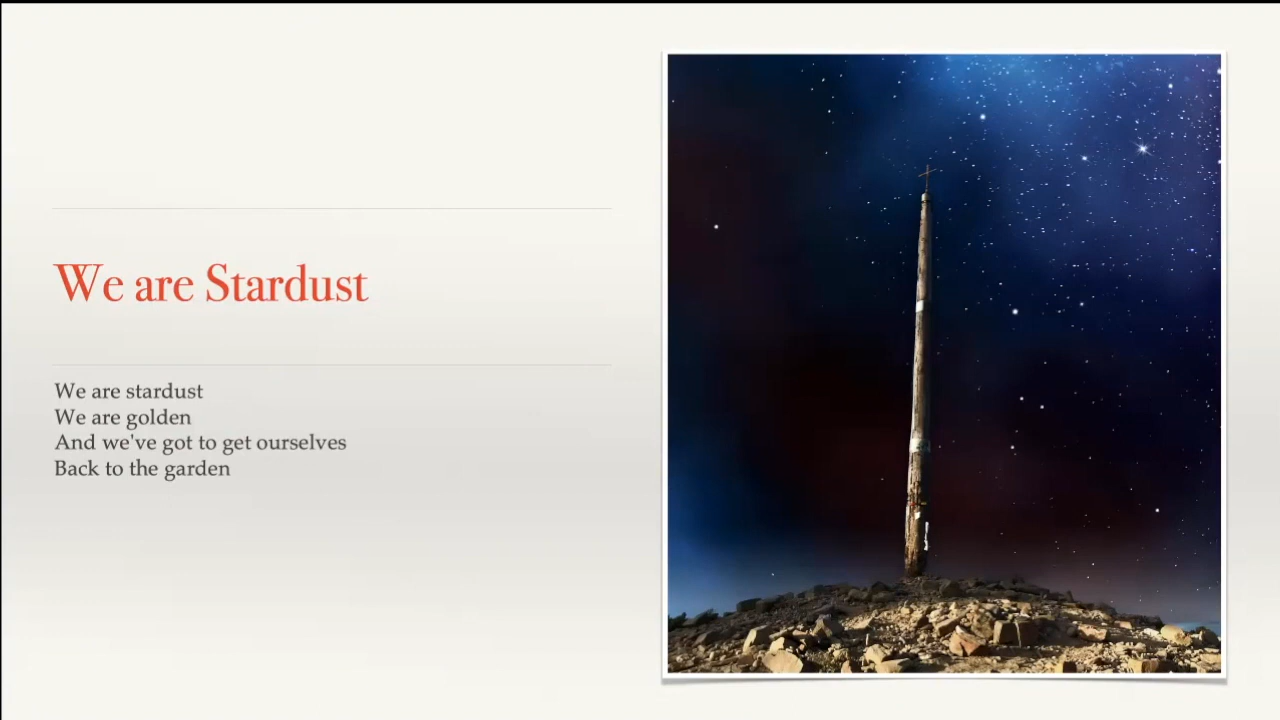 We are Stardust
We are stardust
We are golden
And we've got to get ourselves
Back to the garden